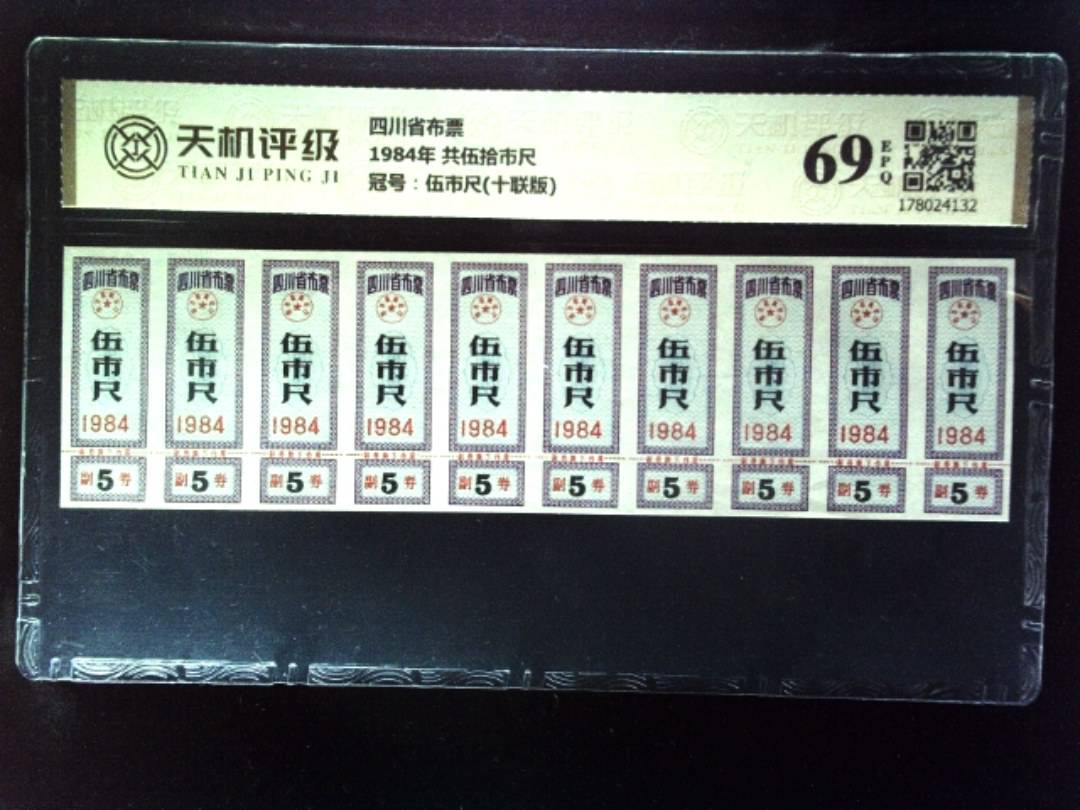 天机评级
TIAN JI PING JI
四川省布票
1984年 共伍拾市尺
冠号：伍市尺(十联版)
69
EPQ
178024132
四川省布票 四川省布票 四川省布票 四川省布票 四川省布票 四川省布票 四川省布票 四川省布票 四川省布票 四川省布票
伍市尺 伍市尺 伍市尺 伍市尺 伍市尺 伍市尺 伍市尺 伍市尺 伍市尺 伍市尺
1984 1984 1984 1984 1984 1984 1984 1984 1984 1984
副5券 副5券 副5券 副5券 副5券 副5券 副5券 副5券 副5券 副5券